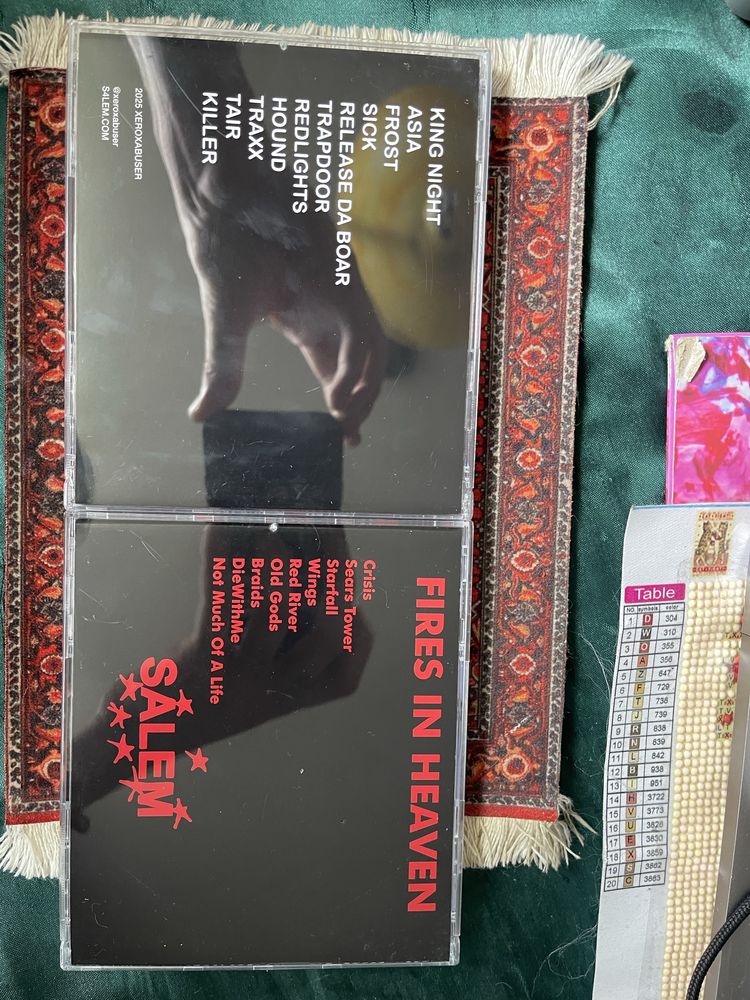 KING NIGHT
ASIA
FROST
SICK
RELEASE DA BOAR
TRAPDOOR
REDLIGHTS
HOUND
TRAXX
TAIR
KILLER
2025 XEROXABUSER
@xeroxabuser
S4LEM.COM
FIRES IN HEAVEN
Crisis
Sears Tower
Starfall
Wings
Red River
Old Gods
Braids
DieWithMe
Not Much Of A Life
SALEM
Table
NO. symbols color
1 D 304
2 W 310
3 O 355
4 A 356
5 Z 647
6 F 729
7 T 738
8 J 739
9 R 838
10 N 839
11 L 842
12 B 938
13 I 951
14 H 3722
15 V 3773
16 U 3828
17 E 3830
18 X 3859
19 S 3862
20 C 3863